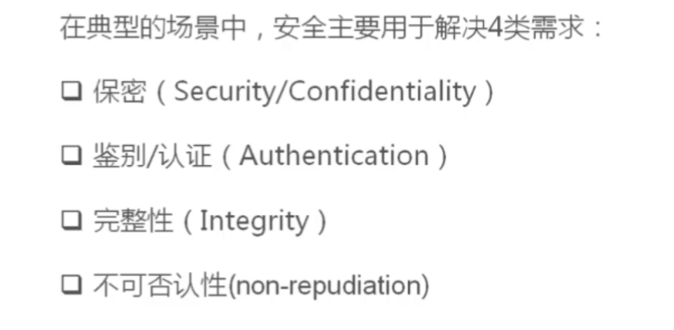 在典型的场景中，安全主要用于解决4类需求：
❑ 保密（Security/Confidentiality）
❑ 鉴别/认证（Authentication）
❑ 完整性（Integrity）
❑ 不可否认性(non-repudiation)